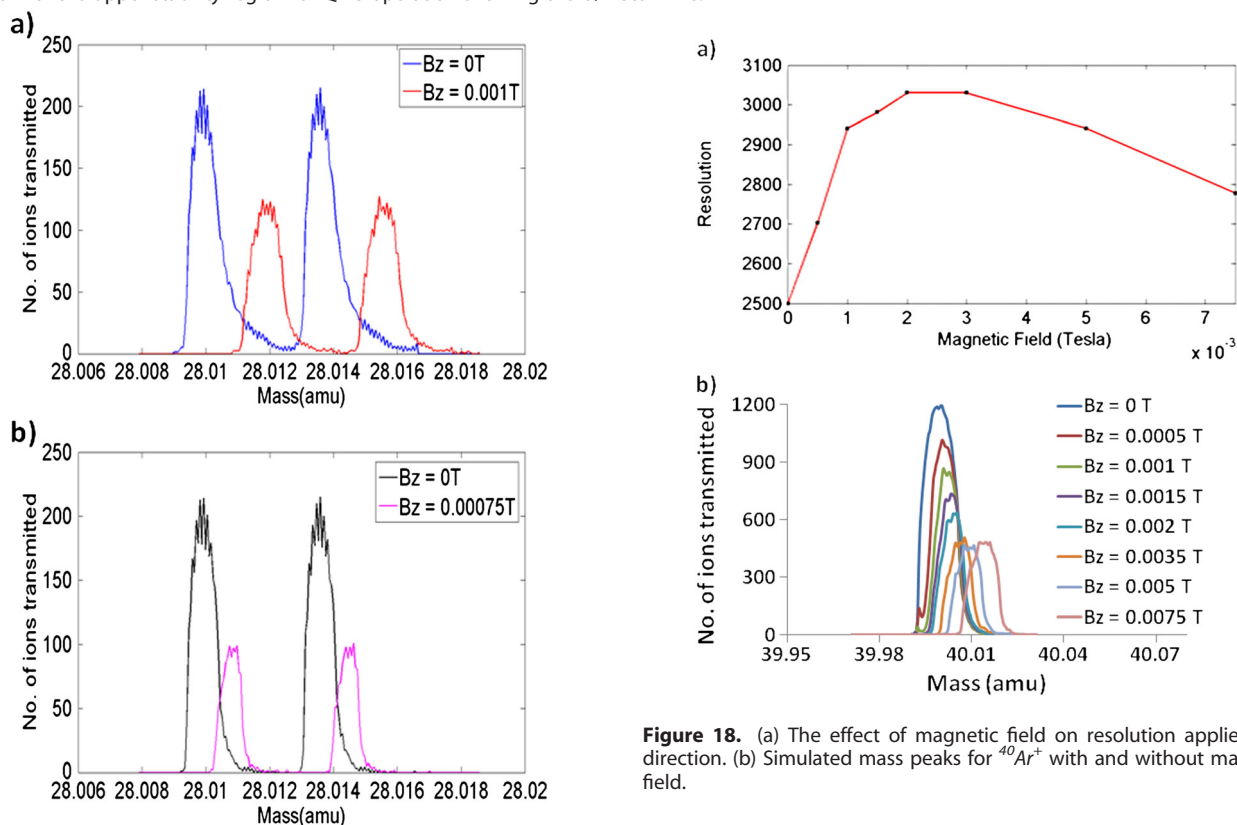 a)
Bz = 0T
Bz = 0.001T
No. of ions transmitted
250
200
150
100
50
0
28.006 28.008 28.01 28.012 28.014 28.016 28.018 28.02
Mass(amu)
b)
Bz = 0T
Bz = 0.00075T
No. of ions transmitted
250
200
150
100
50
0
28.006 28.008 28.01 28.012 28.014 28.016 28.018 28.02
Mass(amu)
a)
Resolution
3100
3000
2900
2800
2700
2600
2500
0 1 2 3 4 5 6 7
Magnetic Field (Tesla)
x 10⁻³
b)
No. of ions transmitted
1200
900
600
300
0
39.95 39.98 40.01 40.04 40.07
Mass (amu)
Bz = 0 T
Bz = 0.0005 T
Bz = 0.001 T
Bz = 0.0015 T
Bz = 0.002 T
Bz = 0.0035 T
Bz = 0.005 T
Bz = 0.0075 T
Figure 18. (a) The effect of magnetic field on resolution applie
direction. (b) Simulated mass peaks for ⁴⁰Ar⁺ with and without ma
field.